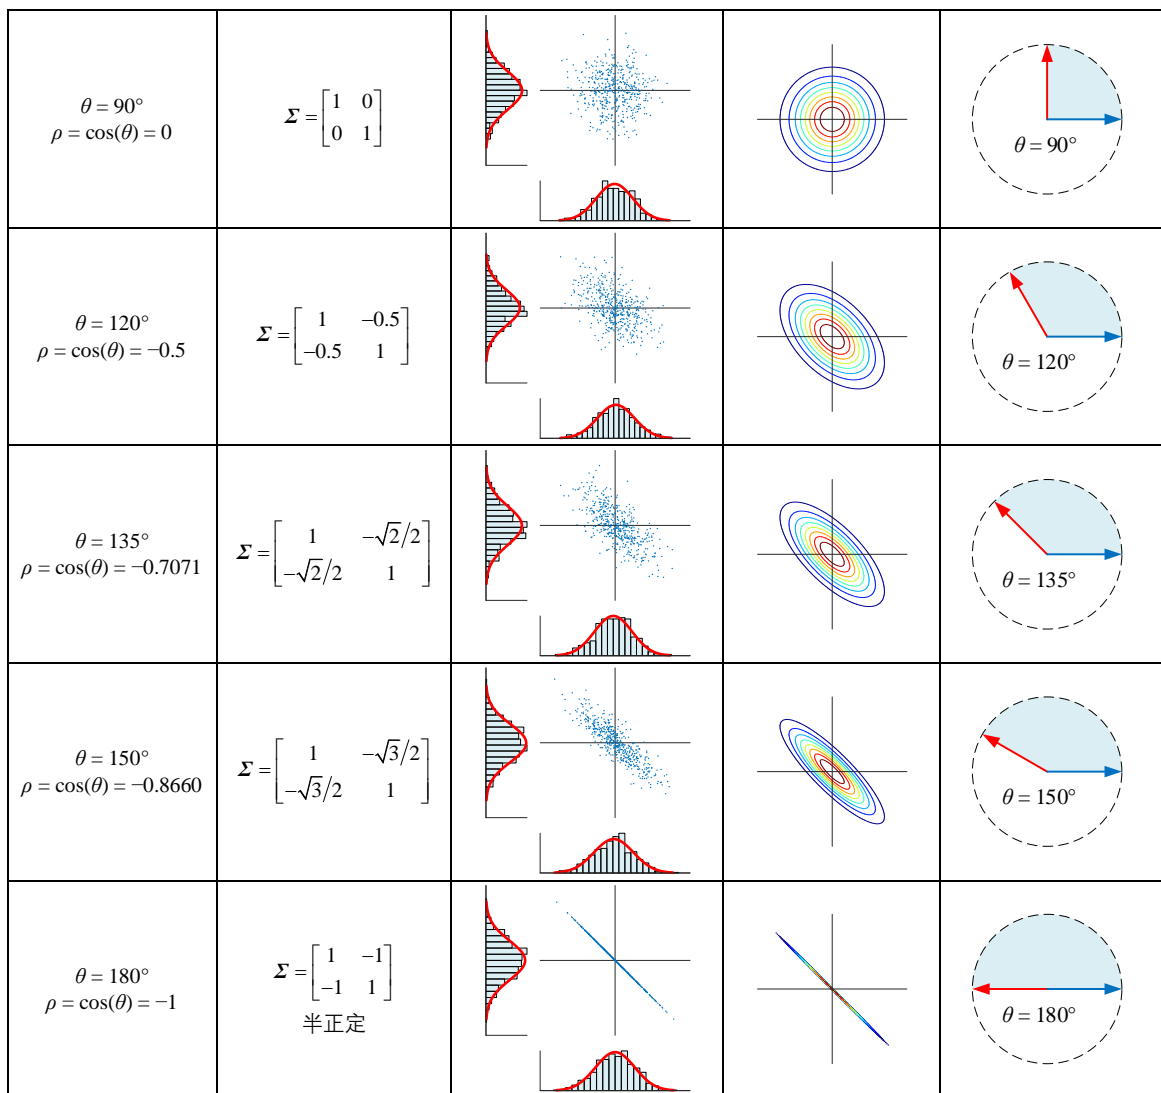 θ = 90°
ρ = cos(θ) = 0
Σ = [1 0
0 1]
θ = 90°
θ = 120°
ρ = cos(θ) = −0.5
Σ = [1 −0.5
−0.5 1]
θ = 120°
θ = 135°
ρ = cos(θ) = −0.7071
Σ = [1 −√2/2
−√2/2 1]
θ = 135°
θ = 150°
ρ = cos(θ) = −0.8660
Σ = [1 −√3/2
−√3/2 1]
θ = 150°
θ = 180°
ρ = cos(θ) = −1
Σ = [1 −1
−1 1]
半正定
θ = 180°